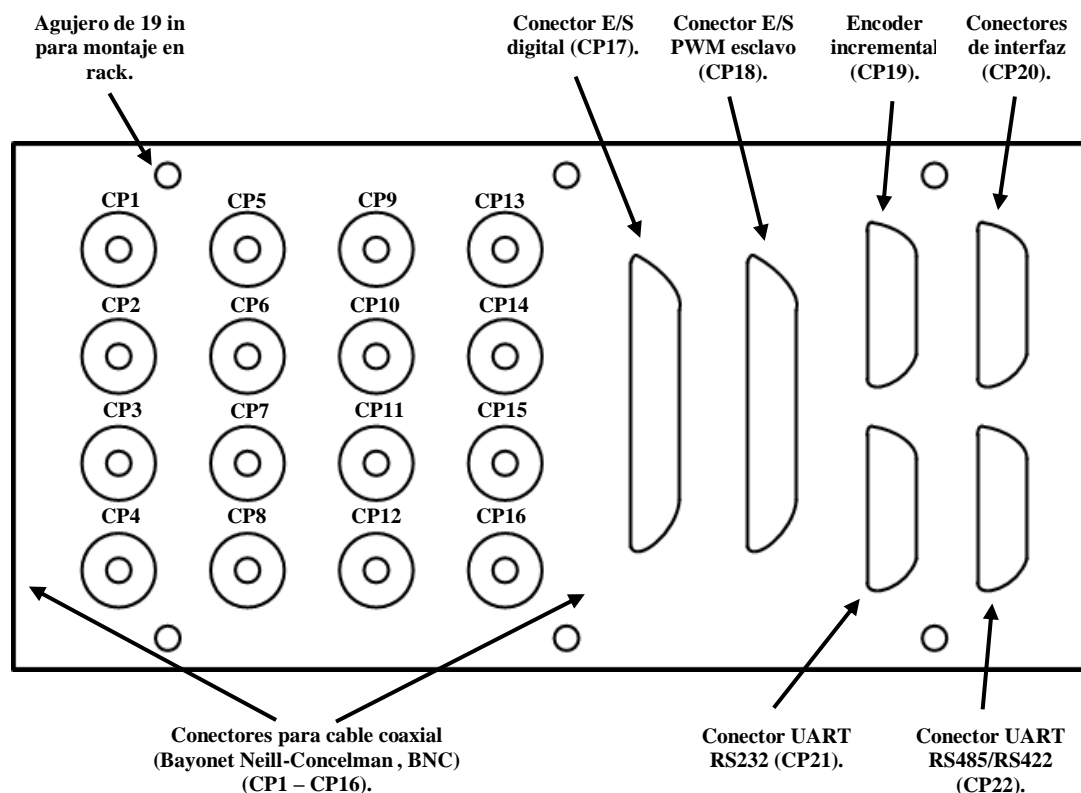 Agujero de 19 in
para montaje en
rack.
Conector E/S
digital (CP17).
Conector E/S
PWM esclavo
(CP18).
Encoder
incremental
(CP19).
Conectores
de interfaz
(CP20).
CP1
CP5
CP9
CP13
CP2
CP6
CP10
CP14
CP3
CP7
CP11
CP15
CP4
CP8
CP12
CP16
Conectores para cable coaxial
(Bayonet Neill-Concelman , BNC)
(CP1 – CP16).
Conector UART
RS232 (CP21).
Conector UART
RS485/RS422
(CP22).